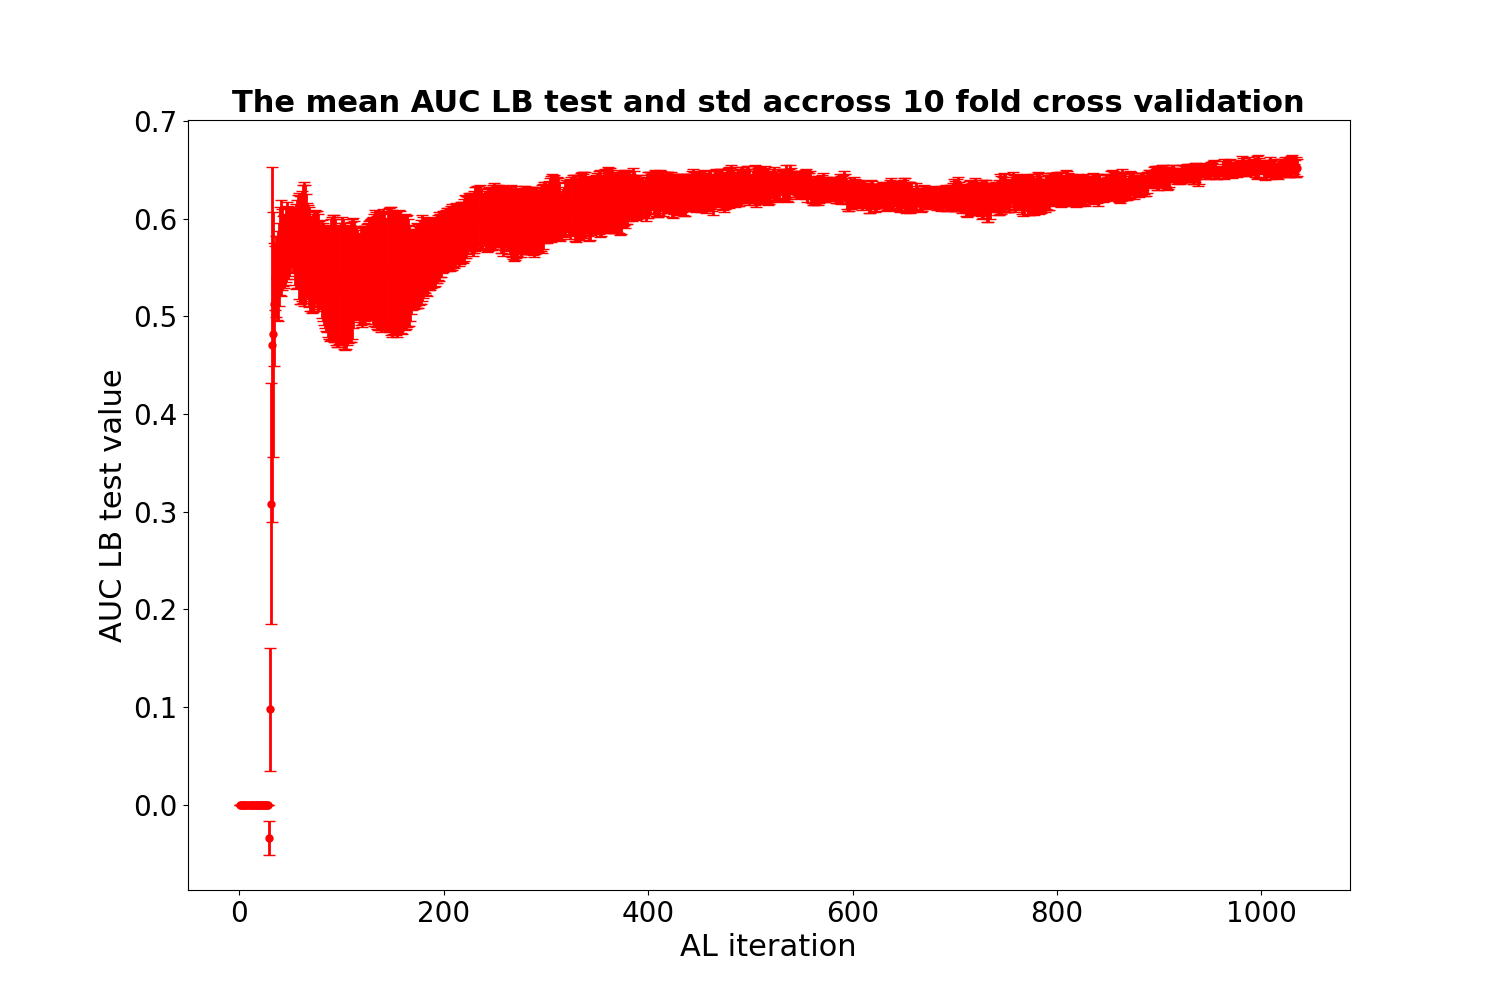 The mean AUC LB test and std accross 10 fold cross validation
0.7
0.6
0.5
0.4
0.3
0.2
0.1
0.0
AUC LB test value
0 200 400 600 800 1000
AL iteration